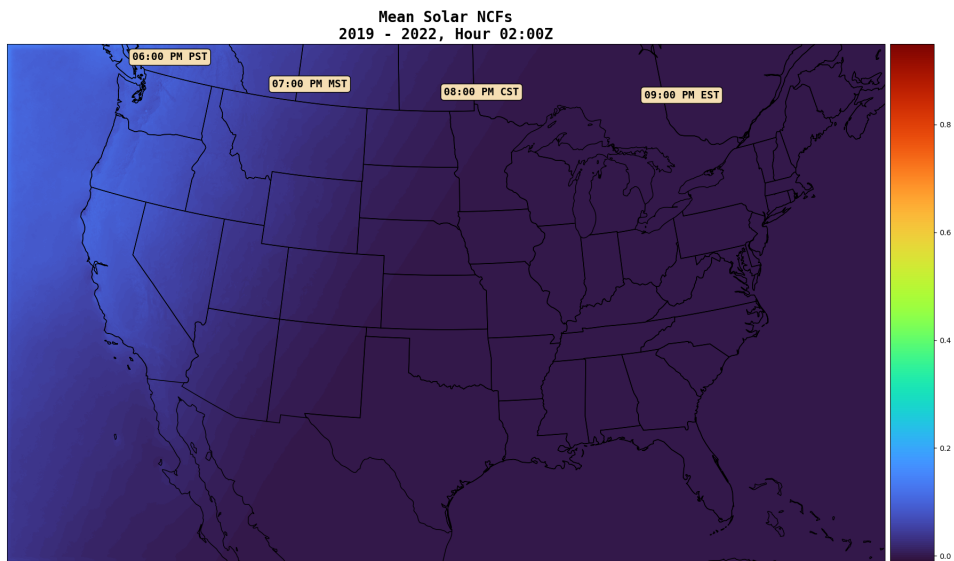 Mean Solar NCFs
2019 - 2022, Hour 02:00Z
06:00 PM PST
07:00 PM MST
08:00 PM CST
09:00 PM EST
0.8
0.6
0.4
0.2
0.0